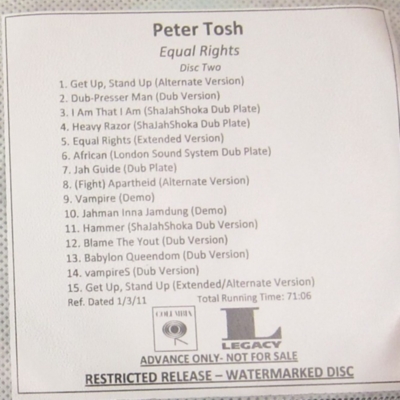 Peter Tosh
Equal Rights
Disc Two
1. Get Up, Stand Up (Alternate Version)
2. Dub-Presser Man (Dub Version)
3. I Am That I Am (ShaJahShoka Dub Plate)
4. Heavy Razor (ShaJahShoka Dub Plate)
5. Equal Rights (Extended Version)
6. African (London Sound System Dub Plate)
7. Jah Guide (Dub Plate)
8. (Fight) Apartheid (Alternate Version)
9. Vampire (Demo)
10. Jahman Inna Jamdung (Demo)
11. Hammer (ShaJahShoka Dub Version)
12. Blame The Yout (Dub Version)
13. Babylon Queendom (Dub Version)
14. vampireS (Dub Version)
15. Get Up, Stand Up (Extended/Alternate Version)
Ref. Dated 1/3/11 Total Running Time: 71:06
COLUMBIA
L
LEGACY
ADVANCE ONLY- NOT FOR SALE
RESTRICTED RELEASE – WATERMARKED DISC